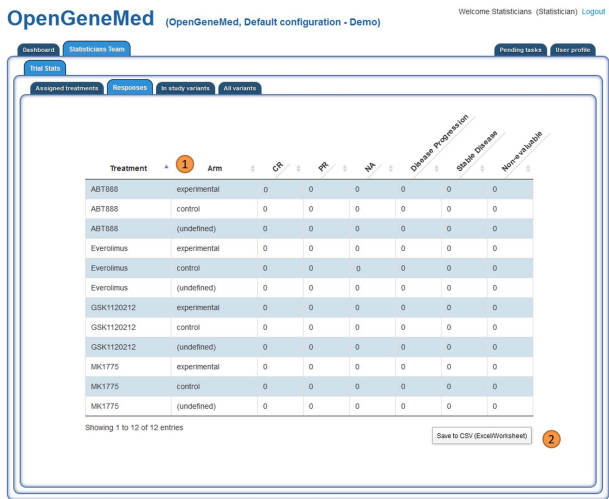 OpenGeneMed (OpenGeneMed, Default configuration - Demo)
Welcome Statisticians (Statistician) Logout
Dashboard Statisticians Team Pending tasks User profile
Trial Stats
Assigned treatments Responses In study variants All variants
Treatment 1 Arm CR PR NA Disease Progression Stable Disease Non-evaluable
ABT888 experimental 0 0 0 0 0 0
ABT888 control 0 0 0 0 0 0
ABT888 (undefined) 0 0 0 0 0 0
Everolimus experimental 0 0 0 0 0 0
Everolimus control 0 0 0 0 0 0
Everolimus (undefined) 0 0 0 0 0 0
GSK1120212 experimental 0 0 0 0 0 0
GSK1120212 control 0 0 0 0 0 0
GSK1120212 (undefined) 0 0 0 0 0 0
MK1775 experimental 0 0 0 0 0 0
MK1775 control 0 0 0 0 0 0
MK1775 (undefined) 0 0 0 0 0 0
Showing 1 to 12 of 12 entries
Save to CSV (Excel/Worksheet) 2